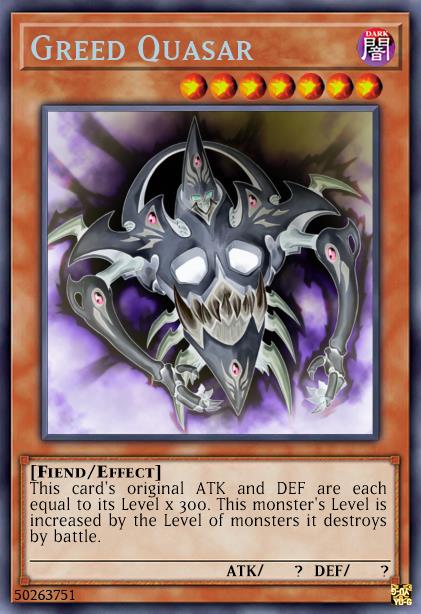 GREED QUASAR
DARK
闇
[FIEND/EFFECT]
This card's original ATK and DEF are each
equal to its Level x 300. This monster's Level is
increased by the Level of monsters it destroys
by battle.
ATK/ ? DEF/ ?
50263751